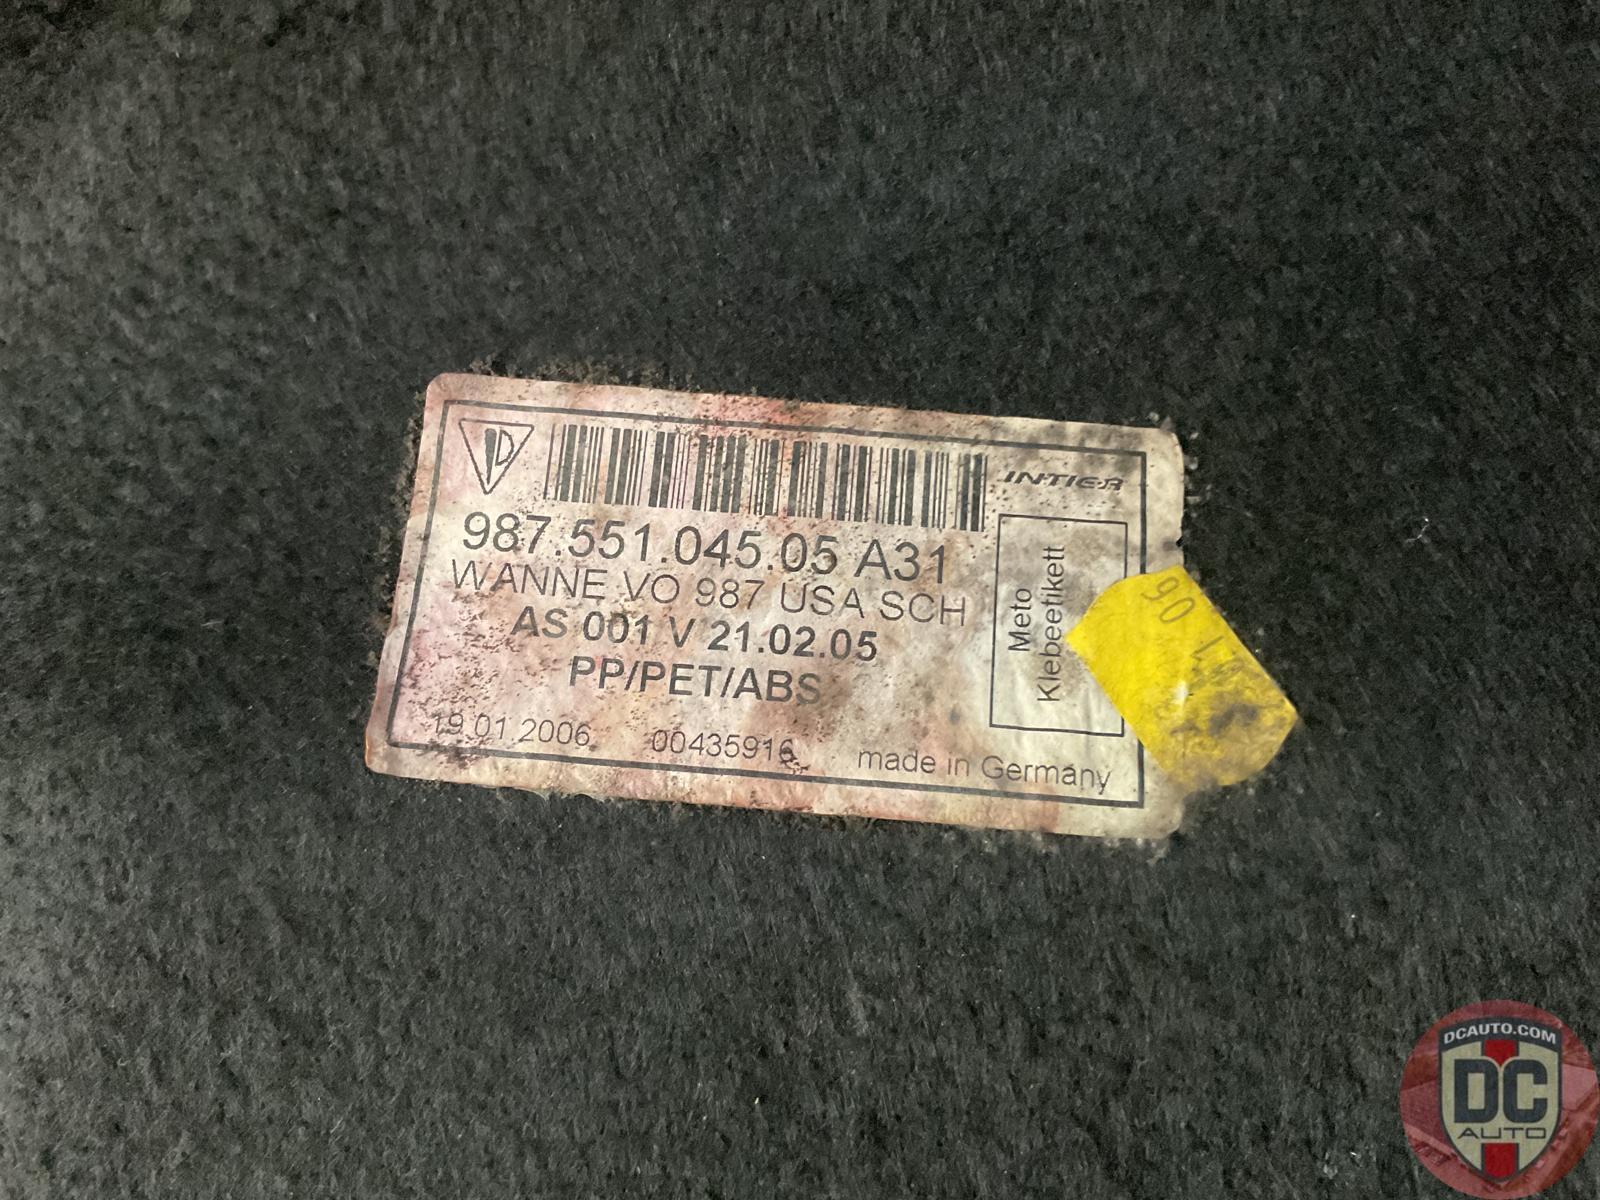 INTIER
987.551.045.05 A31
WANNE VO 987 USA SCH
AS 001 V 21.02.05
PP/PET/ABS
19.01.2006 00435916 made in Germany
Meto
Klebeetikett
DCAUTO.COM
DC
AUTO